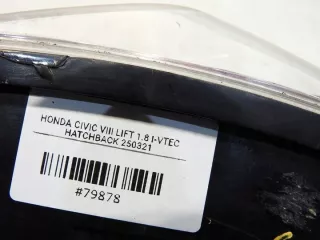 HONDA CIVIC VIII LIFT 1.8 I-VTEC
HATCHBACK 250321
#79878